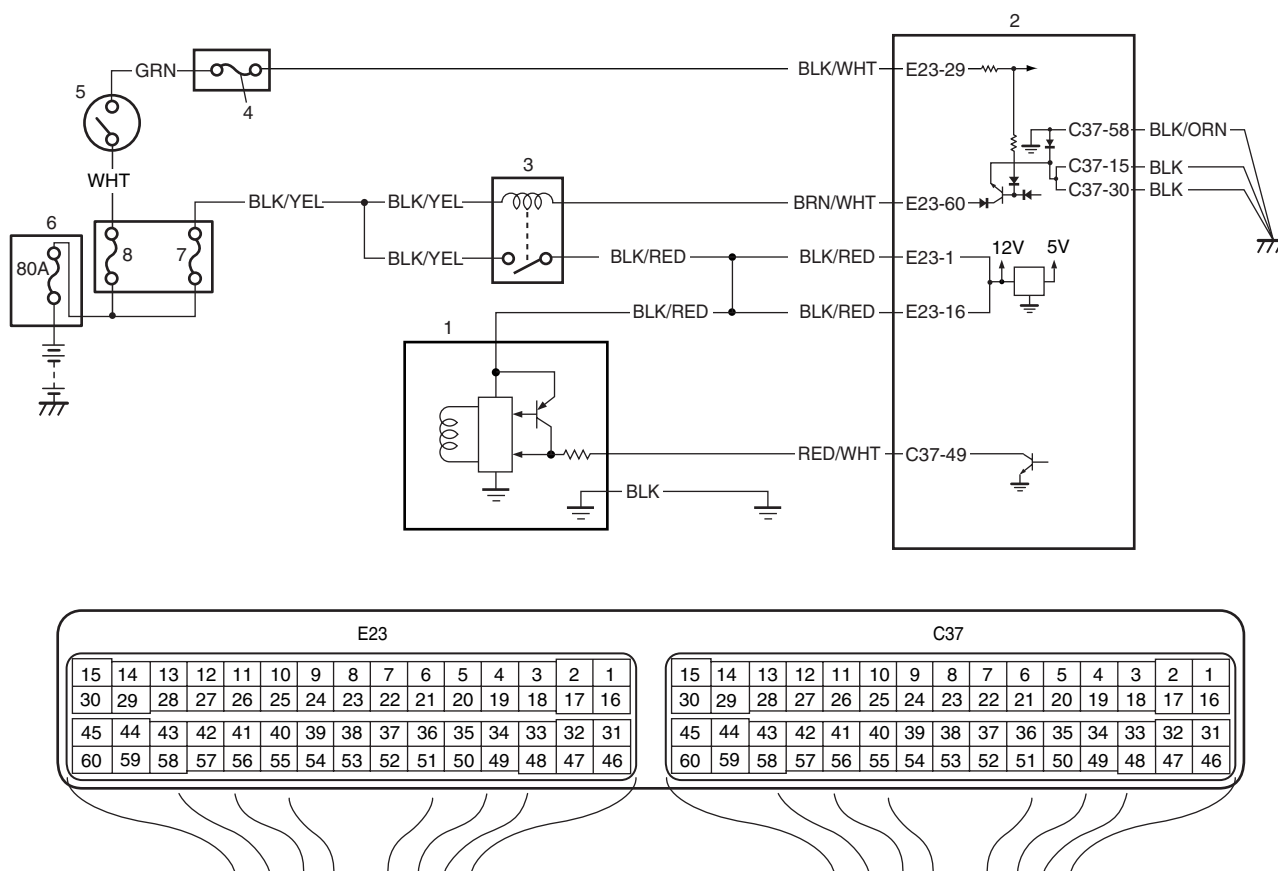 2
GRN
BLK/WHT
E23-29
4
5
C37-58
BLK/ORN
3
C37-15
BLK
WHT
C37-30
BLK
BLK/YEL
BLK/YEL
BRN/WHT
E23-60
6
80A
8
7
BLK/YEL
BLK/RED
BLK/RED
E23-1
12V
5V
BLK/RED
BLK/RED
E23-16
1
RED/WHT
C37-49
BLK
E23
15 14 13 12 11 10 9 8 7 6 5 4 3 2 1
30 29 28 27 26 25 24 23 22 21 20 19 18 17 16
45 44 43 42 41 40 39 38 37 36 35 34 33 32 31
60 59 58 57 56 55 54 53 52 51 50 49 48 47 46
C37
15 14 13 12 11 10 9 8 7 6 5 4 3 2 1
30 29 28 27 26 25 24 23 22 21 20 19 18 17 16
45 44 43 42 41 40 39 38 37 36 35 34 33 32 31
60 59 58 57 56 55 54 53 52 51 50 49 48 47 46